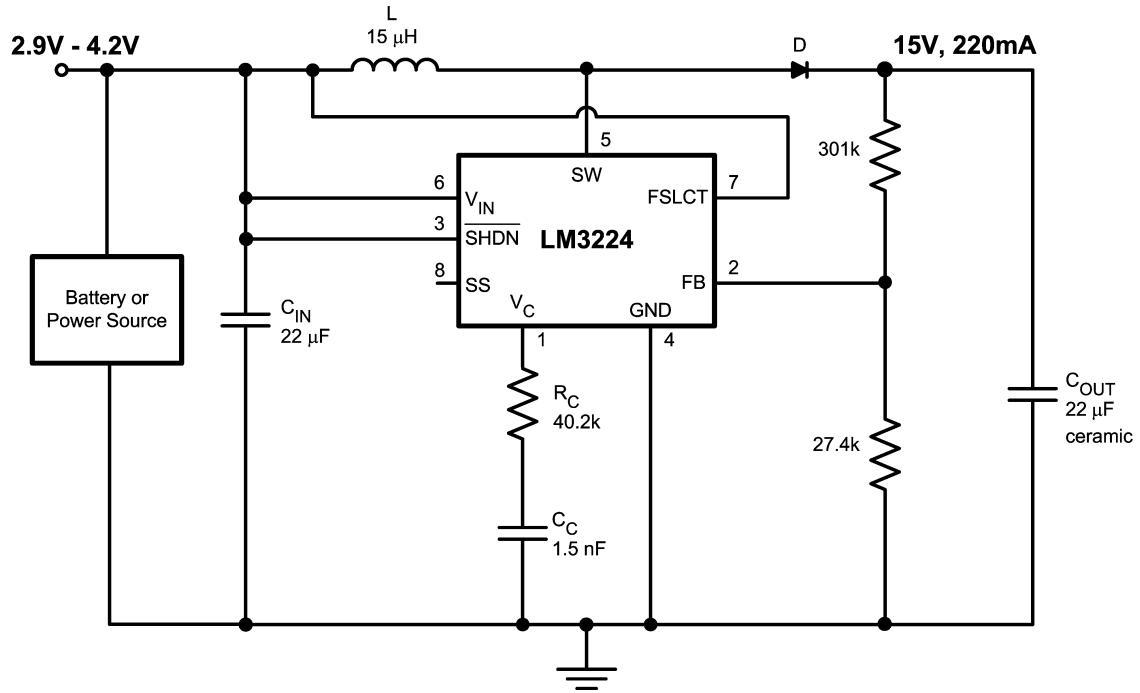 L
15 μH
2.9V - 4.2V
D
15V, 220mA
5
SW
301k
6
V_IN
7
FSLCT
3
SHDN
LM3224
8
SS
2
FB
Battery or
Power Source
C_IN
22 μF
V_C
GND
1
4
R_C
40.2k
C_OUT
22 μF
ceramic
27.4k
C_C
1.5 nF